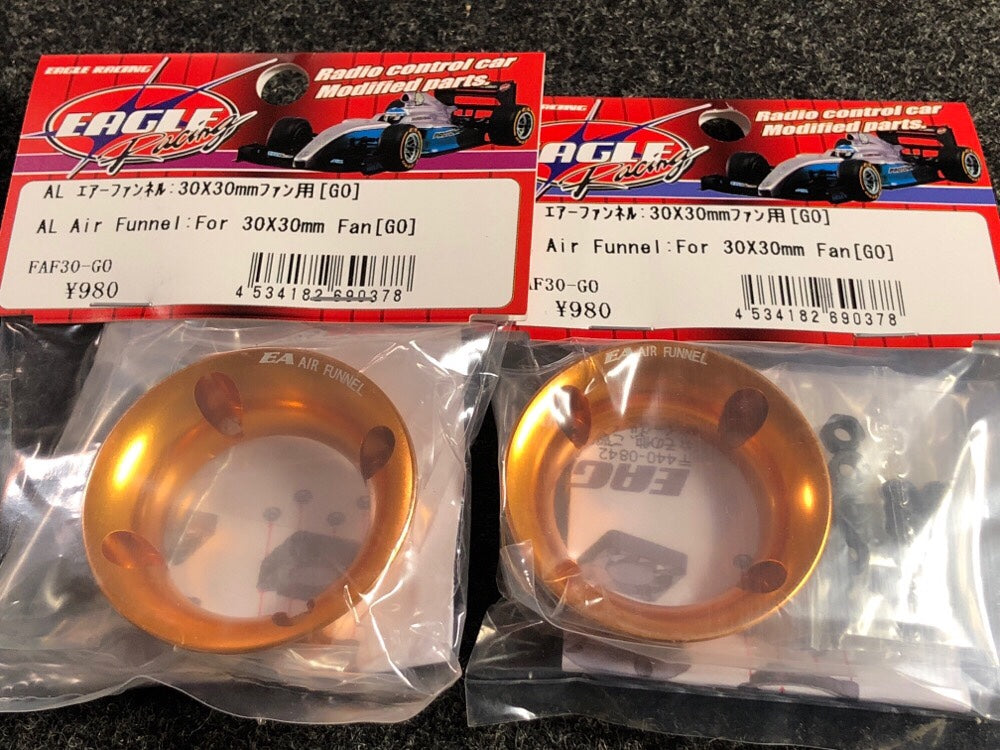 EAGLE RACING
Radio control car
Modified parts.
EAGLE
Racing
AL ｴｱｰﾌｧﾝﾈﾙ:30X30mmﾌｧﾝ用[GO]
AL Air Funnel:For 30X30mm Fan[GO]
FAF30-GO
¥980
4 534182 690378
EA AIR FUNNEL
RACING
Radio control car
Modified parts.
EAGLE
Racing
ｴｱｰﾌｧﾝﾈﾙ:30X30mmﾌｧﾝ用[GO]
Air Funnel:For 30X30mm Fan[GO]
AF30-GO
¥980
4 534182 690378
EA AIR FUNNEL
〒440-0842
EAG